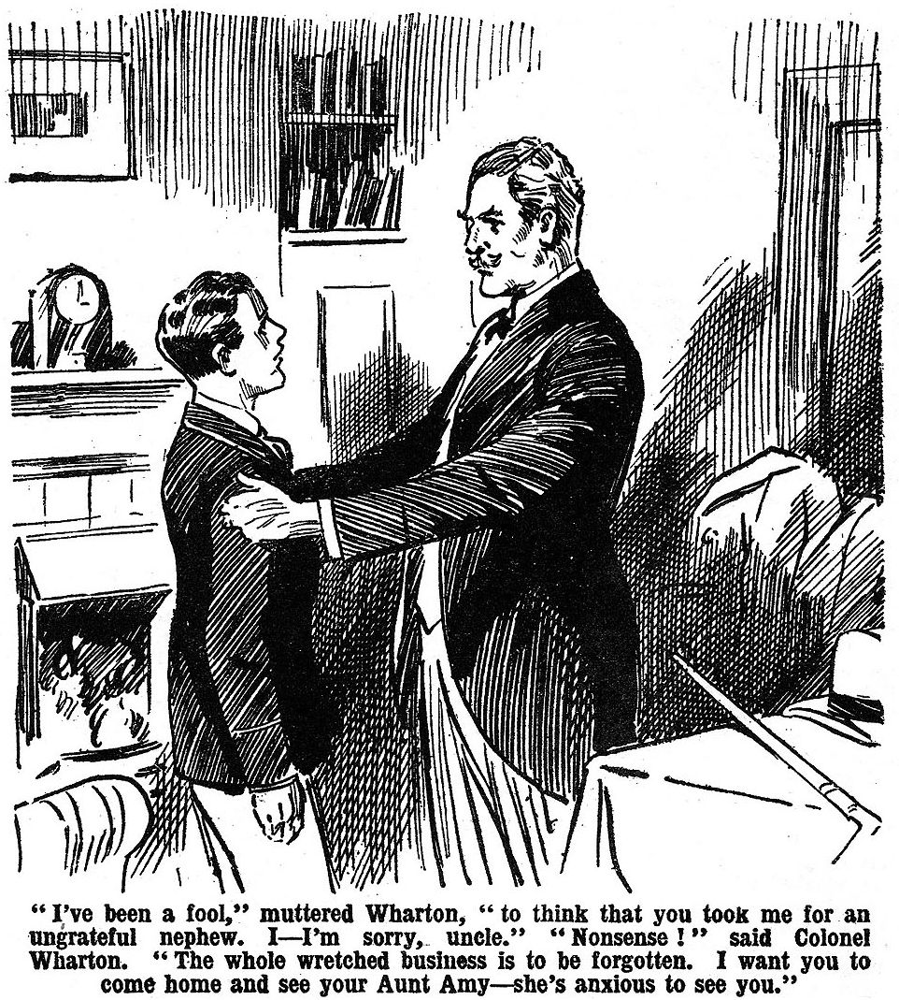 “ I've been a fool,” muttered Wharton, “ to think that you took me for an
ungrateful nephew. I—I'm sorry, uncle.” “ Nonsense ! ” said Colonel
Wharton. “ The whole wretched business is to be forgotten. I want you to
come home and see your Aunt Amy—she's anxious to see you.”